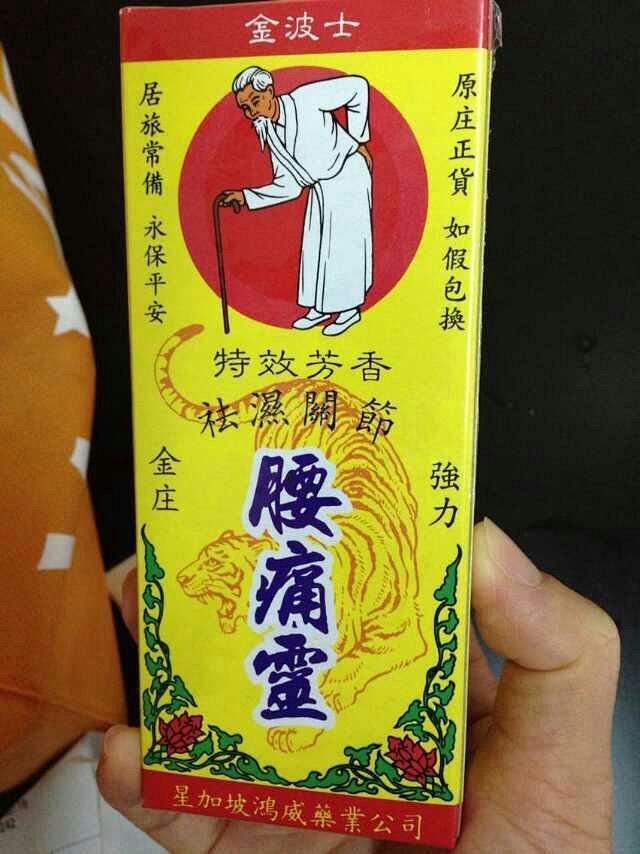 金波士
原庄正貨 如假包換
居旅常備 永保平安
特效芳香
祛濕關節
強力
金庄
腰痛靈
星加坡鴻威藥業公司